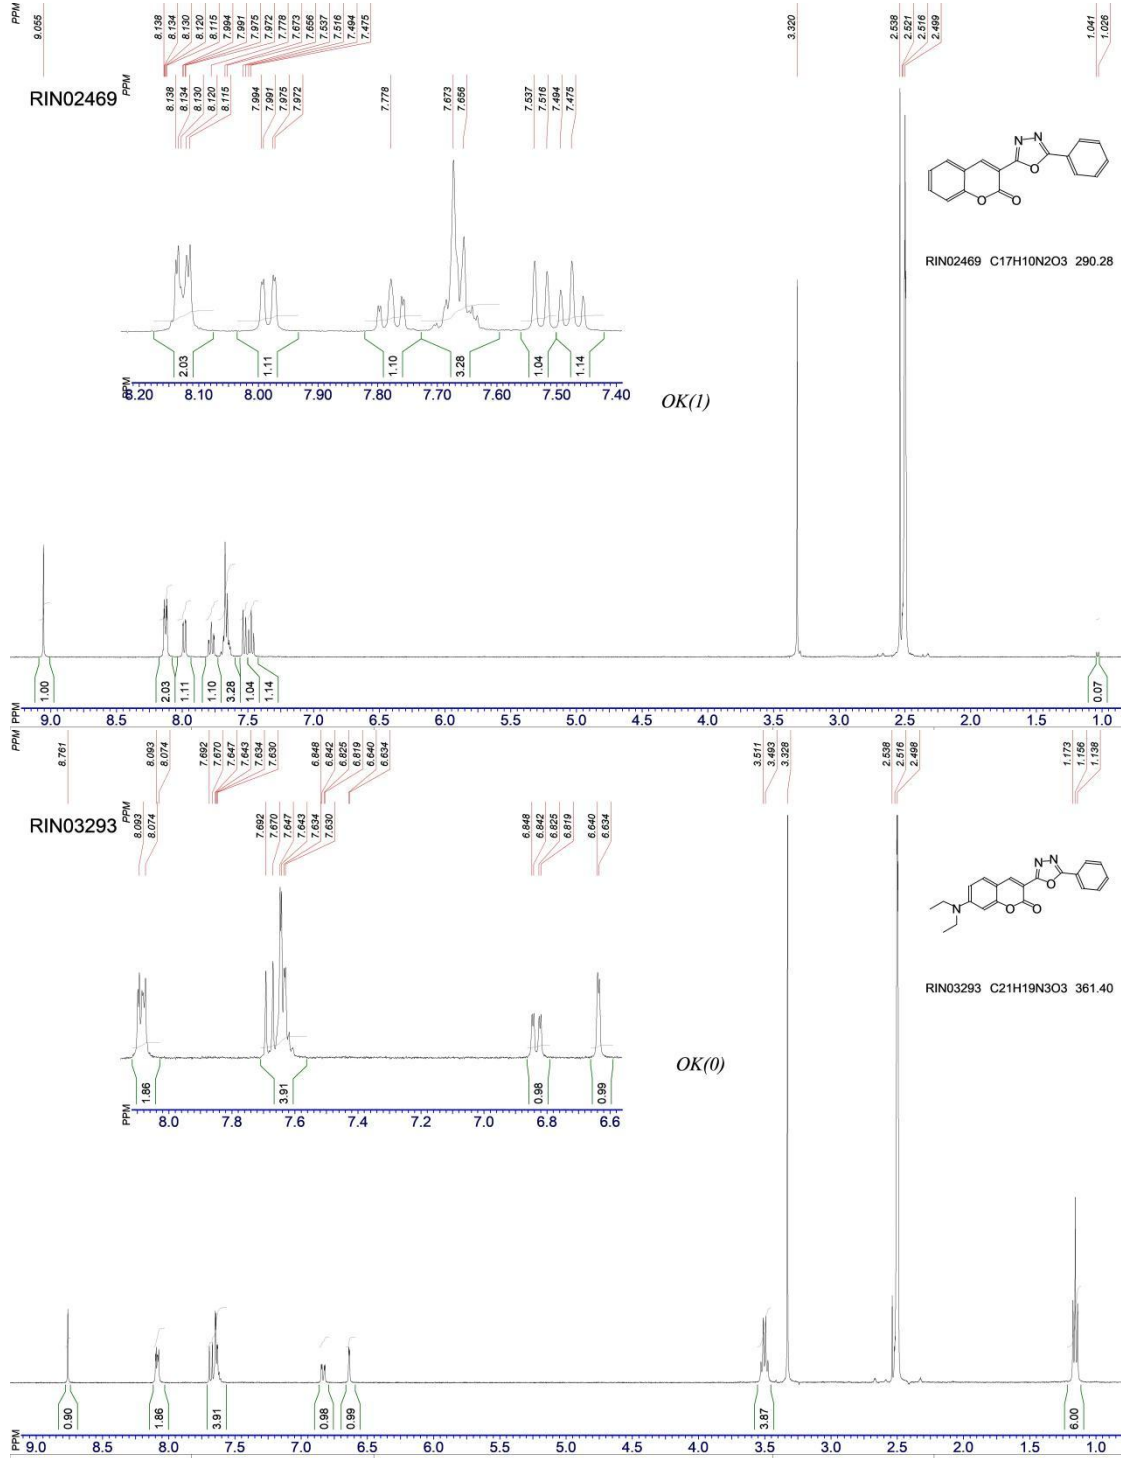 PPM
9.055 8.138 8.134 8.130 8.120 8.115 7.994 7.991 7.975 7.972 7.778 7.673 7.656 7.537 7.516 7.494 7.475 3.320 2.538 2.521 2.516 2.499 1.041 1.026
RIN02469
PPM
8.138 8.134 8.130 8.120 8.115 7.994 7.991 7.975 7.972 7.778 7.673 7.656 7.537 7.516 7.494 7.475
N N
O
O O
RIN02469 C17H10N2O3 290.28
2.03 1.11 1.10 3.28 1.04 1.14
PPM
8.20 8.10 8.00 7.90 7.80 7.70 7.60 7.50 7.40
OK(1)
1.00 2.03 1.11 1.10 3.28 1.04 1.14 0.07
PPM
9.0 8.5 8.0 7.5 7.0 6.5 6.0 5.5 5.0 4.5 4.0 3.5 3.0 2.5 2.0 1.5 1.0
PPM
8.761 8.093 8.074 7.692 7.670 7.647 7.643 7.634 7.630 6.848 6.842 6.825 6.819 6.640 6.634 3.511 3.493 3.328 2.538 2.516 2.498 1.173 1.156 1.138
RIN03293
PPM
8.093 8.074 7.692 7.670 7.647 7.643 7.634 7.630 6.848 6.842 6.825 6.819 6.640 6.634
N N
O
N O O
RIN03293 C21H19N3O3 361.40
OK(0)
1.86 3.91 0.98 0.99
PPM
8.0 7.8 7.6 7.4 7.2 7.0 6.8 6.6
0.90 1.86 3.91 0.98 0.99 3.87 6.00
PPM
9.0 8.5 8.0 7.5 7.0 6.5 6.0 5.5 5.0 4.5 4.0 3.5 3.0 2.5 2.0 1.5 1.0